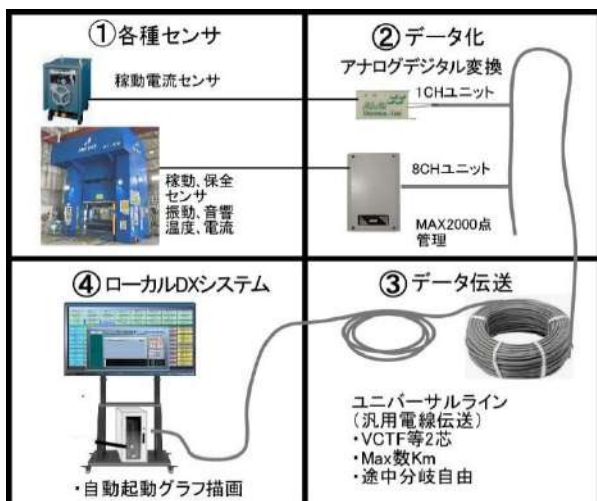 ①各種センサ
稼動電流センサ
稼動、保全
センサ
振動、音響
温度、電流
②データ化
アナログデジタル変換
1CHユニット
8CHユニット
MAX2000点
管理
④ローカルDXシステム
・自動起動グラフ描画
③データ伝送
ユニバーサルライン
(汎用電線伝送)
・VCTF等2芯
・Max数Km
・途中分岐自由